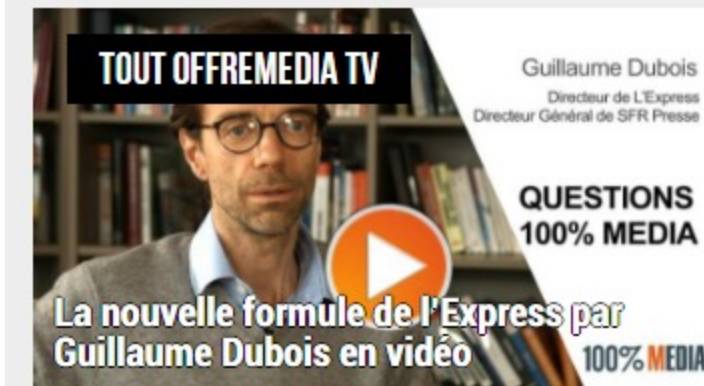 TOUT OFFREMEDIA TV
Guillaume Dubois
Directeur de L'Express
Directeur Général de SFR Presse
QUESTIONS
100% MEDIA
La nouvelle formule de l'Express par
Guillaume Dubois en vidéo
100% MEDIA